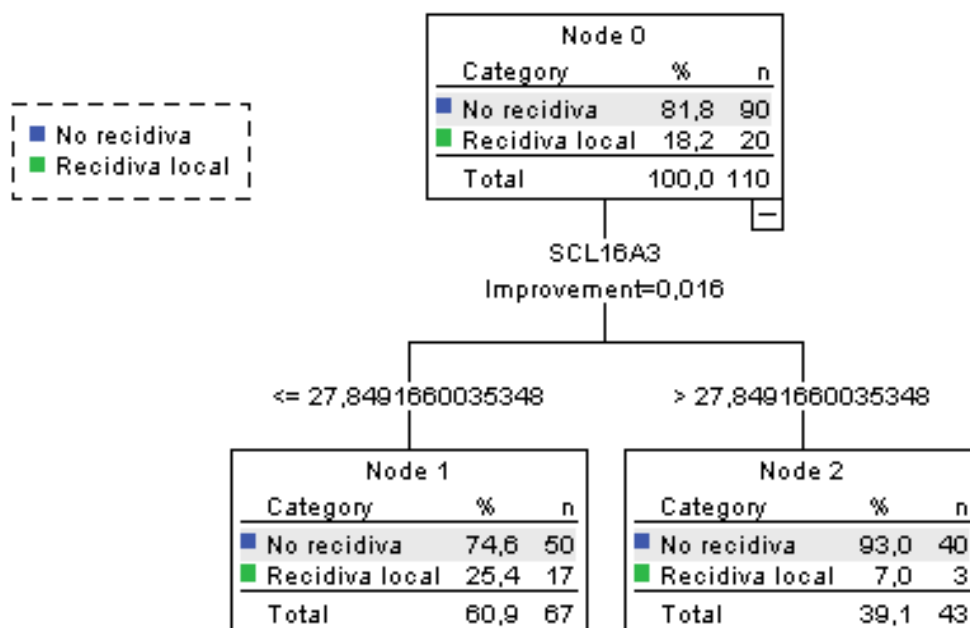 Node 0
Category % n
No recidiva 81,8 90
Recidiva local 18,2 20
Total 100,0 110
No recidiva
Recidiva local
SCL16A3
Improvement=0,016
<= 27,8491660035348
> 27,8491660035348
Node 1
Category % n
No recidiva 74,6 50
Recidiva local 25,4 17
Total 60,9 67
Node 2
Category % n
No recidiva 93,0 40
Recidiva local 7,0 3
Total 39,1 43